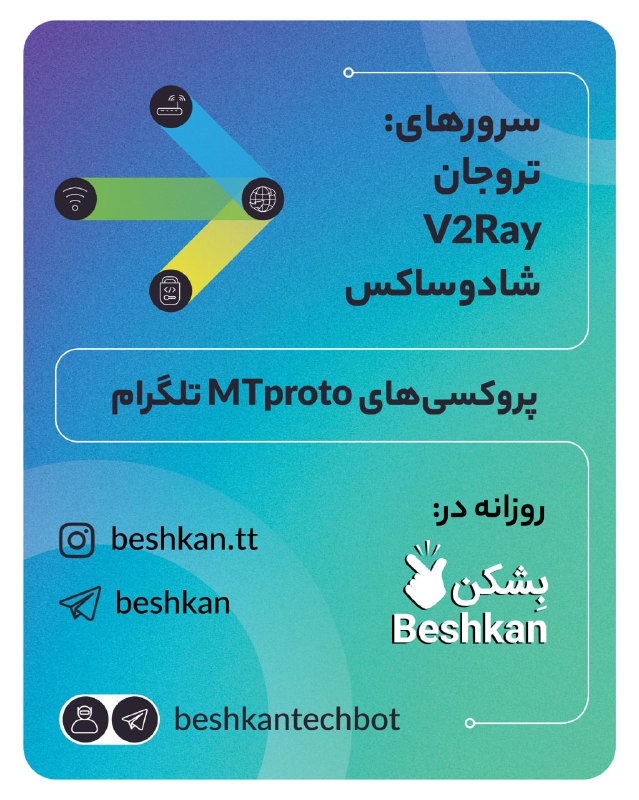 سرورهای:
تروجان
V2Ray
شادوساکس
پروکسی‌های MTproto تلگرام
روزانه در:
بِشکن
Beshkan
beshkan.tt
beshkan
beshkantechbot